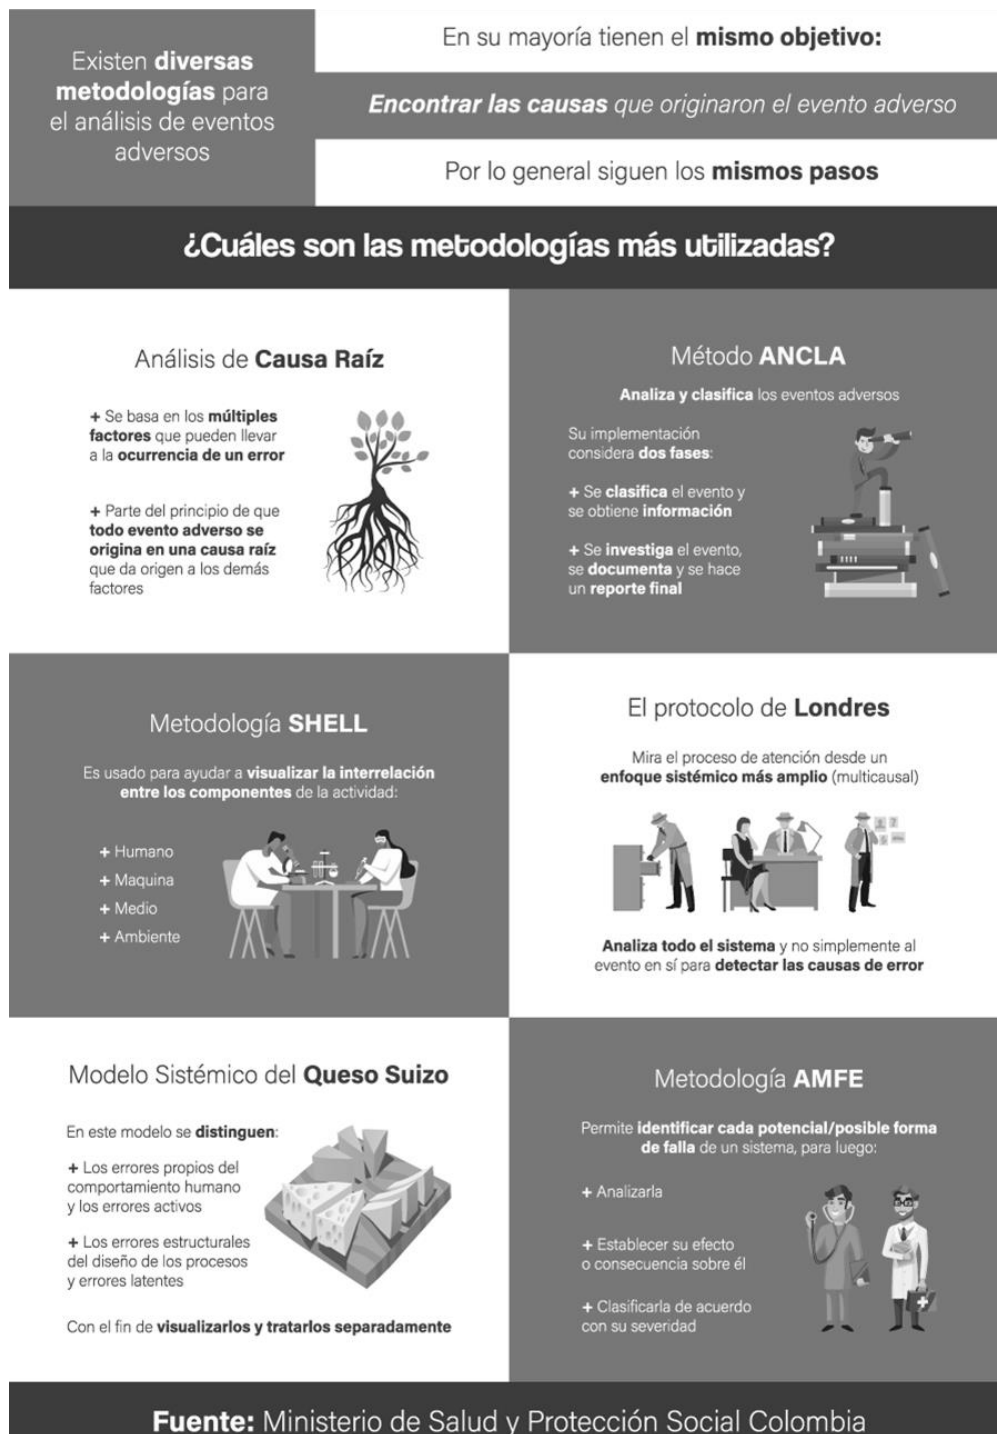 Existen diversas
metodologías para
el análisis de eventos
adversos
En su mayoría tienen el mismo objetivo:
Encontrar las causas que originaron el evento adverso
Por lo general siguen los mismos pasos
¿Cuáles son las metodologías más utilizadas?
Análisis de Causa Raíz
+ Se basa en los múltiples
factores que pueden llevar
a la ocurrencia de un error
+ Parte del principio de que
todo evento adverso se
origina en una causa raíz
que da origen a los demás
factores
Método ANCLA
Analiza y clasifica los eventos adversos
Su implementación
considera dos fases:
+ Se clasifica el evento y
se obtiene información
+ Se investiga el evento,
se documenta y se hace
un reporte final
Metodología SHELL
Es usado para ayudar a visualizar la interrelación
entre los componentes de la actividad:
+ Humano
+ Maquina
+ Medio
+ Ambiente
El protocolo de Londres
Mira el proceso de atención desde un
enfoque sistémico más amplio (multicausal)
Analiza todo el sistema y no simplemente al
evento en sí para detectar las causas de error
Modelo Sistémico del Queso Suizo
En este modelo se distinguen:
+ Los errores propios del
comportamiento humano
y los errores activos
+ Los errores estructurales
del diseño de los procesos
y errores latentes
Con el fin de visualizarlos y tratarlos separadamente
Metodología AMFE
Permite identificar cada potencial/posible forma
de falla de un sistema, para luego:
+ Analizarla
+ Establecer su efecto
o consecuencia sobre él
+ Clasificarla de acuerdo
con su severidad
Fuente: Ministerio de Salud y Protección Social Colombia